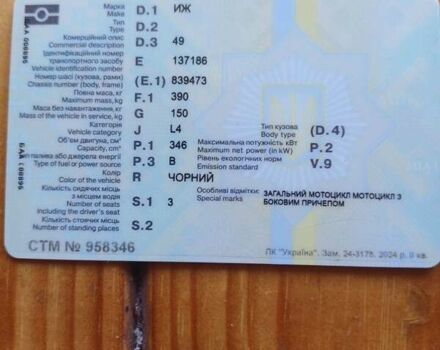 Марка
Make D.1 ИЖ
Тип
Type D.2
Комерційний опис
Commercial description D.3 49
Ідентифікаційний номер
транспортного засобу
Vehicle identification number E 137186
Номер шасі (кузова, рами)
Chassis number (body, frame) (E.1) 839473
Повна маса, кг
Maximum mass, kg F.1 390
Маса без навантаження, кг
Mass of the vehicle in service, kg G 150
Категорія
Vehicle category J L4
Тип кузова
Body type (D.4)
Об'єм двигуна, см³
Capacity, cm³ P.1 346
Максимальна потужність кВт
Maximum net power (in kW) P.2
Тип палива або джерела енергії
Type of fuel or power source P.3 B
Рівень екологічних норм
Emission standard V.9
Колір
Color of the vehicle R ЧОРНИЙ
Кількість сидячих місць
з місцем водія
Number of seats
including the driver's seat S.1 3
Особливі відмітки:
Special marks
ЗАГАЛЬНИЙ МОТОЦИКЛ МОТОЦИКЛ З
БОКОВИМ ПРИЧЕПОМ
Кількість стоячих місць
Number of standing places S.2
СТМ № 958346
ПК "Україна". Зам. 24-3178. 2024 р. II кв.